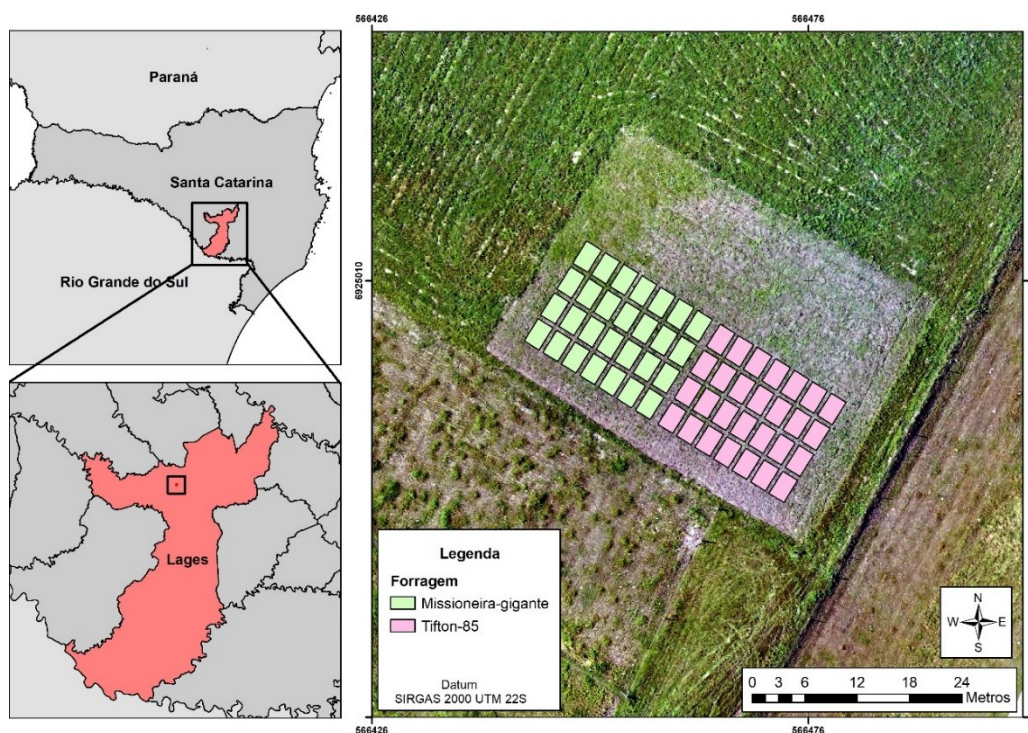 Paraná
Santa Catarina
Rio Grande do Sul
Lages
566426
566476
6925010
Legenda
Forragem
Missioneira-gigante
Tifton-85
Datum
SIRGAS 2000 UTM 22S
N
W E
S
0 3 6 12 18 24
Metros
566426
566476